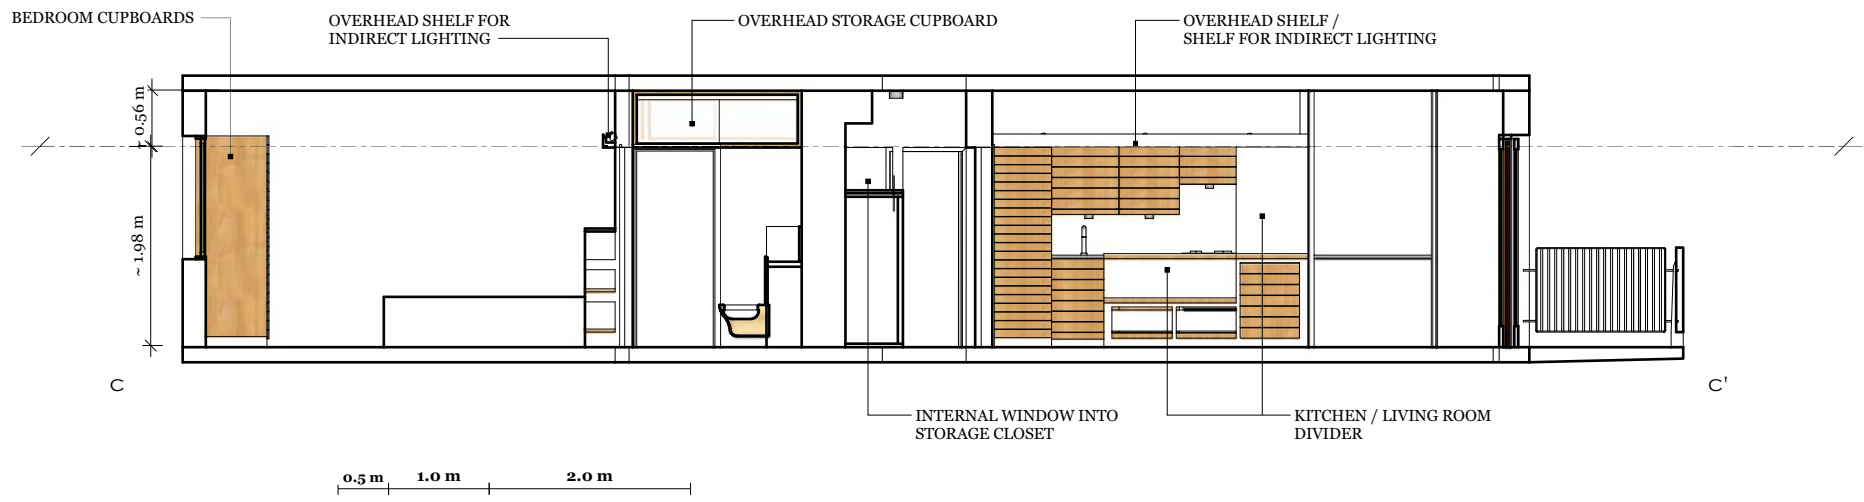 BEDROOM CUPBOARDS
OVERHEAD SHELF FOR
INDIRECT LIGHTING
OVERHEAD STORAGE CUPBOARD
OVERHEAD SHELF /
SHELF FOR INDIRECT LIGHTING
~ 0.56 m
~ 1.98 m
C
C'
INTERNAL WINDOW INTO
STORAGE CLOSET
KITCHEN / LIVING ROOM
DIVIDER
0.5 m 1.0 m 2.0 m